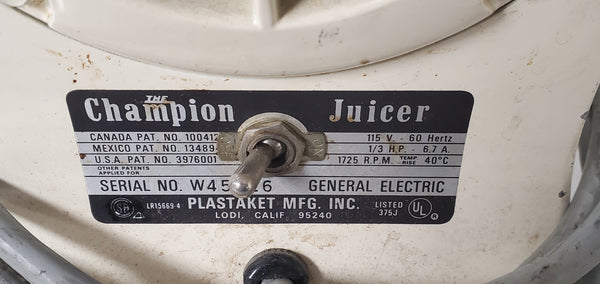 THE
Champion Juicer
CANADA PAT. NO. 115 V. - 60 Hertz
MEXICO PAT. NO. 1/3 H.P. - 6.7 A.
U.S.A. PAT. NO. 3976001 1725 R.P.M. TEMP RISE 40°C
OTHER PATENTS
APPLIED FOR
SERIAL NO. GENERAL ELECTRIC
LR15669-4 PLASTAKET MFG. INC. LISTED
LODI, CALIF. 95240 375J
UL